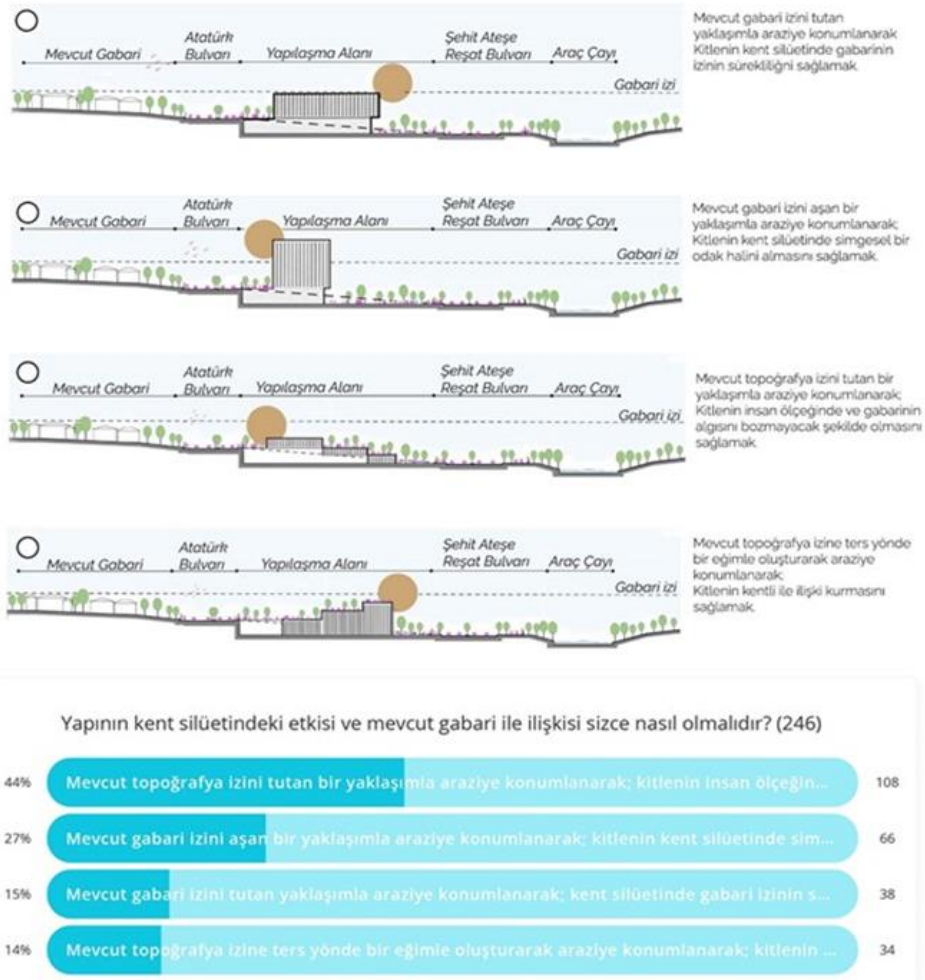 Mevcut Gabari
Atatürk
Bulvarı
Yapılaşma Alanı
Şehit Ateşe
Reşat Bulvarı
Araç Çayı
Gabari izi
Mevcut gabari izini tutan
yaklaşımla araziye konumlanarak
Kitlenin kent silüetinde gabarinin
izinin sürekliliğni sağlamak.
Mevcut Gabari
Atatürk
Bulvarı
Yapılaşma Alanı
Şehit Ateşe
Reşat Bulvarı
Araç Çayı
Gabari izi
Mevcut gabari izini aşan bir
yaklaşımla araziye konumlanarak;
Kitlenin kent silüetinde simgesel bir
odak halini almasını sağlamak.
Mevcut Gabari
Atatürk
Bulvarı
Yapılaşma Alanı
Şehit Ateşe
Reşat Bulvarı
Araç Çayı
Gabari izi
Mevcut topoğrafya izini tutan bir
yaklaşımla araziye konumlanarak;
Kitlenin insan ölçeğinde ve gabarinin
algısını bozmayacak şekilde olmasını
sağlamak.
Mevcut Gabari
Atatürk
Bulvarı
Yapılaşma Alanı
Şehit Ateşe
Reşat Bulvarı
Araç Çayı
Gabari izi
Mevcut topoğrafya izine ters yönde
bir eğimle oluşturarak araziye
konumlanarak;
Kitlenin kentli ile ilişki kurmasını
sağlamak.
Yapının kent silüetindeki etkisi ve mevcut gabari ile ilişkisi sizce nasıl olmalıdır? (246)
44% Mevcut topoğrafya izini tutan bir yaklaşımla araziye konumlanarak; kitlenin insan ölçeğin... 108
27% Mevcut gabari izini aşan bir yaklaşımla araziye konumlanarak; kitlenin kent silüetinde sim... 66
15% Mevcut gabari izini tutan yaklaşımla araziye konumlanarak; kent silüetinde gabari izinin s... 38
14% Mevcut topoğrafya izine ters yönde bir eğimle oluşturarak araziye konumlanarak; kitlenin ... 34